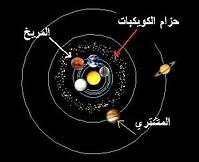 حزام الكويكبات
المريخ
المشتري